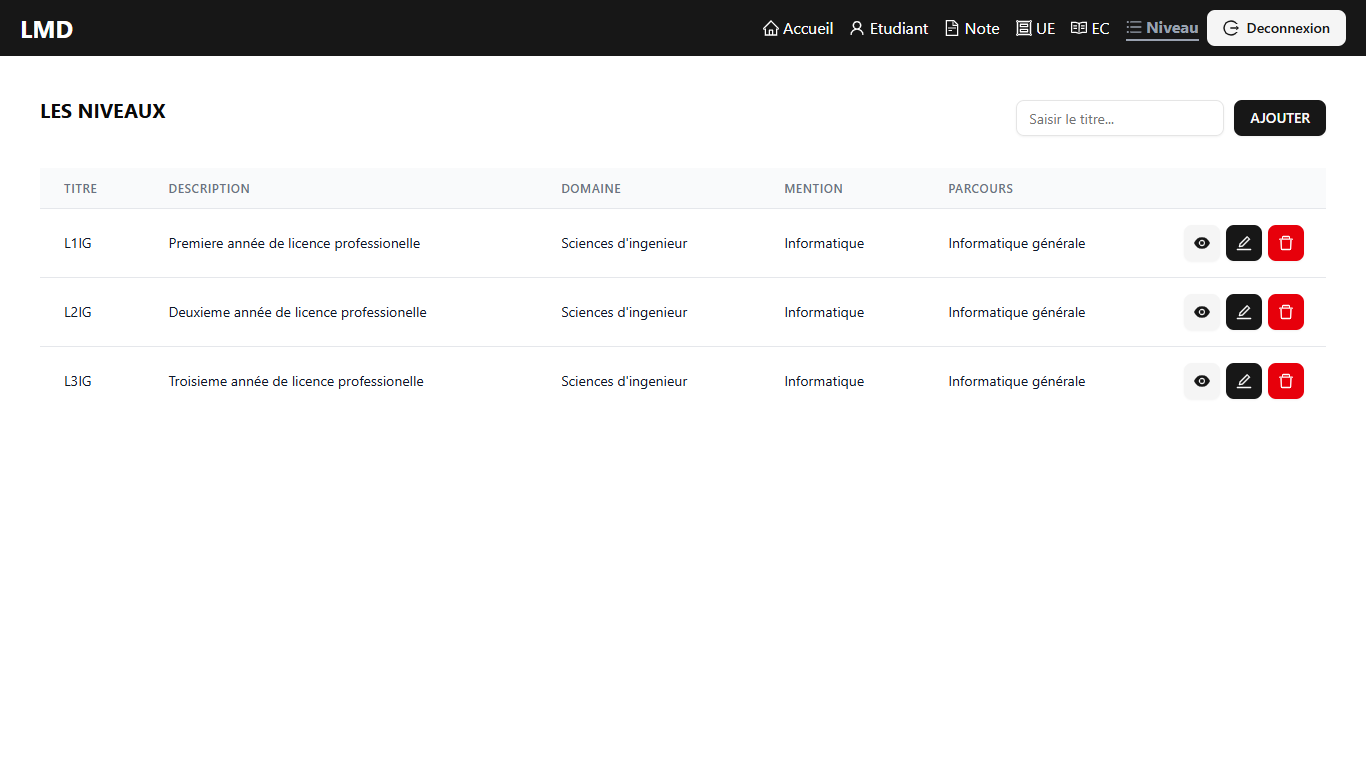 LMD
Accueil Etudiant Note UE EC Niveau Deconnexion
LES NIVEAUX
Saisir le titre... AJOUTER
TITRE DESCRIPTION DOMAINE MENTION PARCOURS
L1IG Premiere année de licence professionelle Sciences d'ingenieur Informatique Informatique générale
L2IG Deuxieme année de licence professionelle Sciences d'ingenieur Informatique Informatique générale
L3IG Troisieme année de licence professionelle Sciences d'ingenieur Informatique Informatique générale